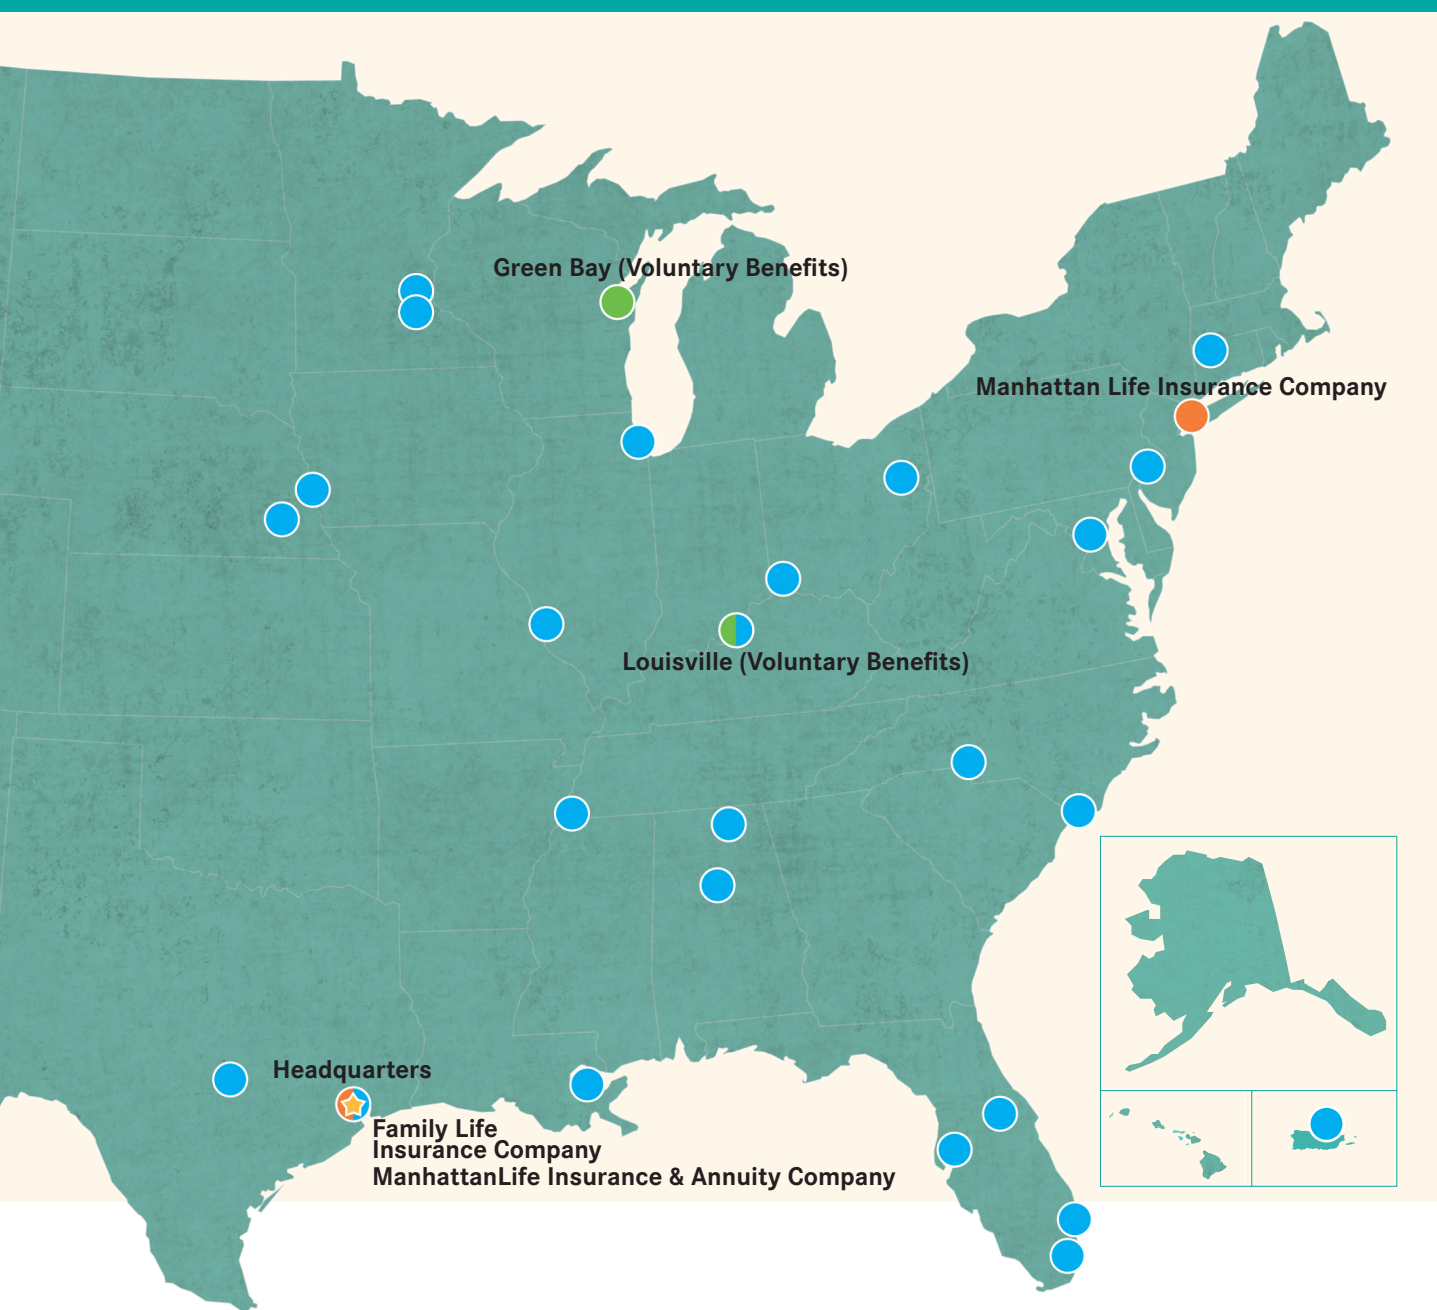 Green Bay (Voluntary Benefits)
Manhattan Life Insurance Company
Louisville (Voluntary Benefits)
Headquarters
Family Life
Insurance Company
ManhattanLife Insurance & Annuity Company